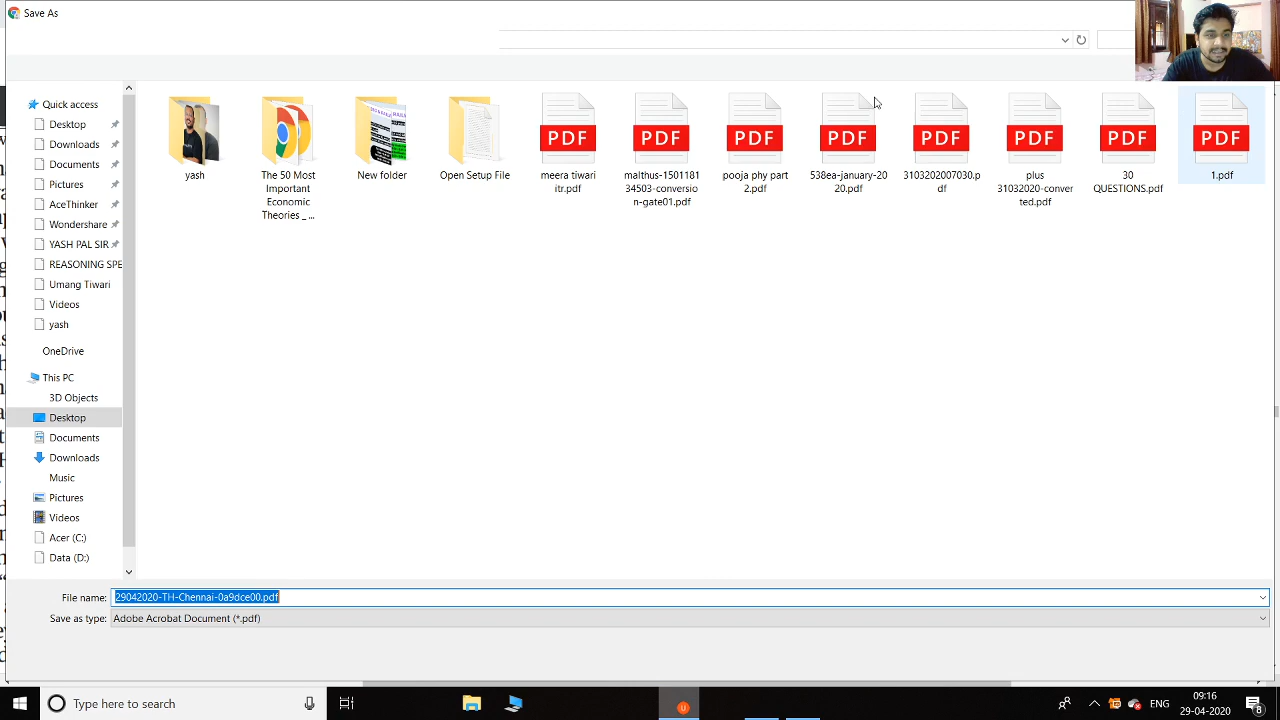 Save As
Quick access
Desktop
Downloads
Documents
Pictures
AceThinker
Wondershare
YASH PAL SIR
REASONING SPE
Umang Tiwari
Videos
yash
OneDrive
This PC
3D Objects
Desktop
Documents
Downloads
Music
Pictures
Videos
Acer (C:)
Data (D:)
yash
The 50 Most
Important
Economic
Theories _ ...
New folder
Open Setup File
PDF
meera tiwari
itr.pdf
PDF
malthus-1501181
34503-conversio
n-gate01.pdf
PDF
pooja phy part
2.pdf
PDF
538ea-january-20
20.pdf
PDF
3103202007030.p
df
PDF
plus
31032020-conver
ted.pdf
PDF
30
QUESTIONS.pdf
PDF
1.pdf
File name:
29042020-TH-Chennai-0a9dce00.pdf
Save as type:
Adobe Acrobat Document (*.pdf)
Type here to search
ENG
09:16
29-04-2020